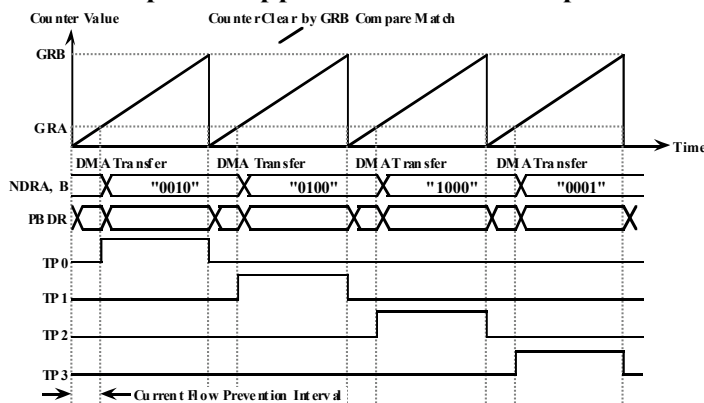 Counter Value
Counter Clear by GRB Compare Match
GRB
GRA
Time
DMA Transfer
DMA Transfer
DMA Transfer
DMA Transfer
NDRA, B
"0010"
"0100"
"1000"
"0001"
PBDR
TP0
TP1
TP2
TP3
Current Flow Prevention Interval